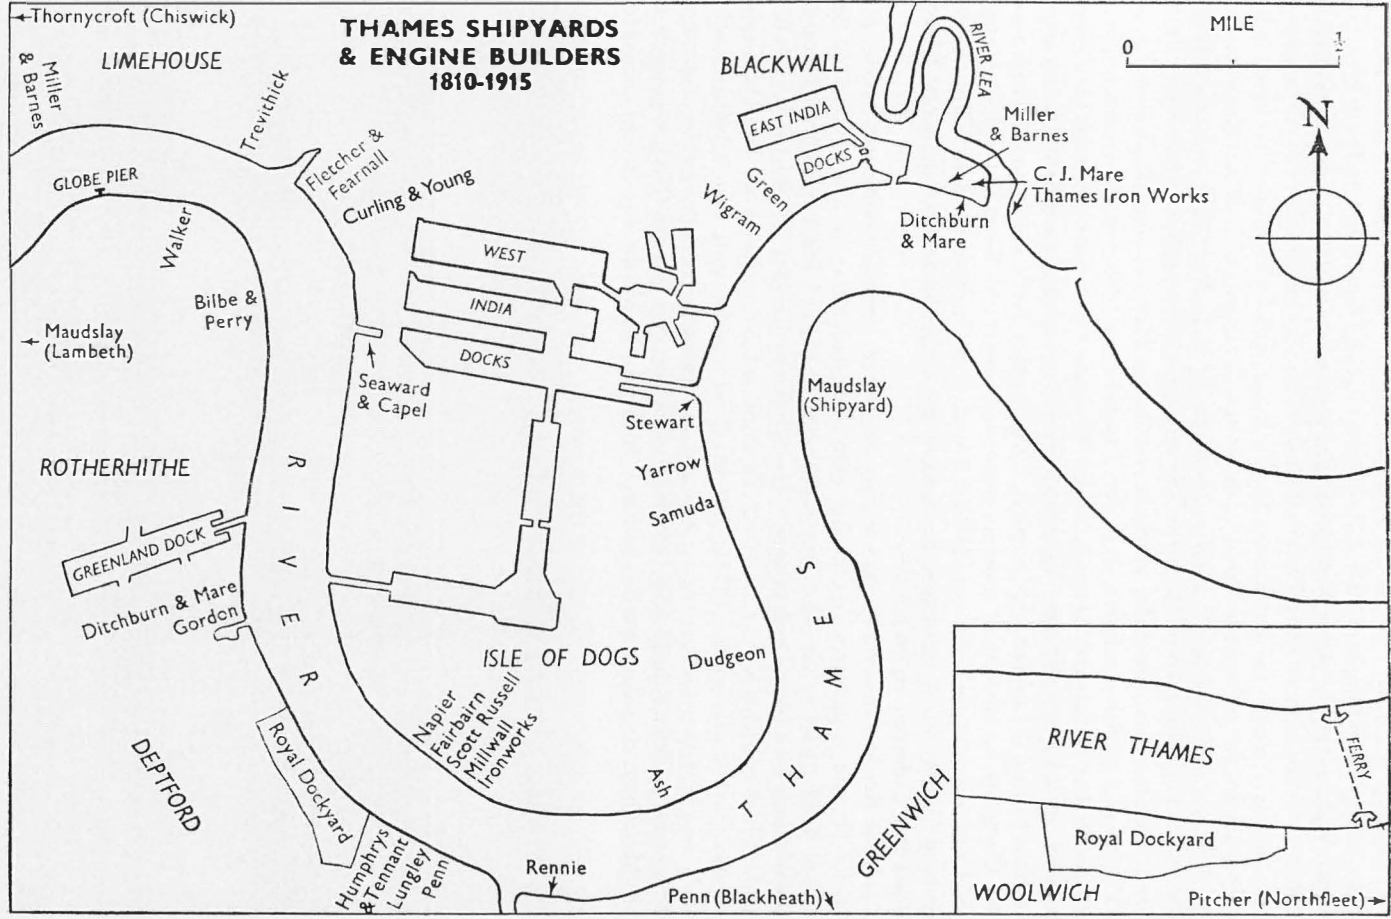 ←Thornycroft (Chiswick)
THAMES SHIPYARDS
& ENGINE BUILDERS
1810-1915
LIMEHOUSE
Miller
& Barnes
Trevithick
Fletcher &
Fearnall
Curling & Young
GLOBE PIER
Walker
Bilbe &
Perry
←
Maudslay
(Lambeth)
WEST
INDIA
DOCKS
Seaward
& Capel
BLACKWALL
EAST INDIA
DOCKS
Green
Wigram
RIVER LEA
Miller
& Barnes
C. J. Mare
Thames Iron Works
Ditchburn
& Mare
MILE
0
½
N
Maudslay
(Shipyard)
Stewart
Yarrow
Samuda
Dudgeon
ROTHERHITHE
GREENLAND DOCK
Ditchburn & Mare
Gordon
RIVER
THAMES
ISLE OF DOGS
Napier
Fairbairn
Scott Russell
Millwall
Ironworks
Ash
DEPTFORD
Royal Dockyard
Humphrys
& Tennant
Lungley
Penn
Rennie
Penn (Blackheath)
GREENWICH
RIVER THAMES
FERRY
Royal Dockyard
WOOLWICH
Pitcher (Northfleet)→